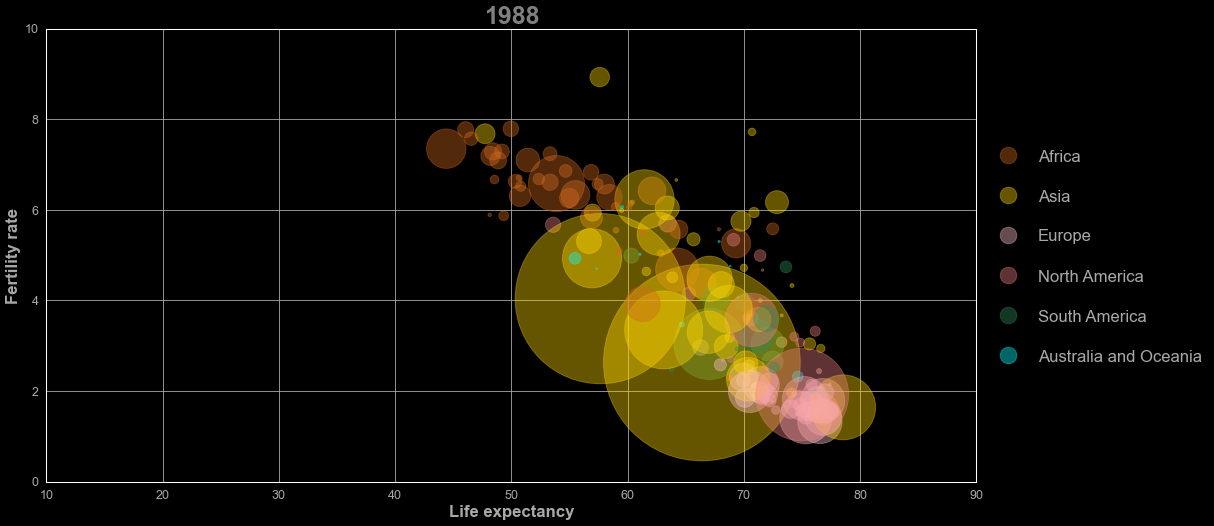 1988
10
8
6
4
2
0
Fertility rate
10 20 30 40 50 60 70 80 90
Life expectancy
Africa
Asia
Europe
North America
South America
Australia and Oceania